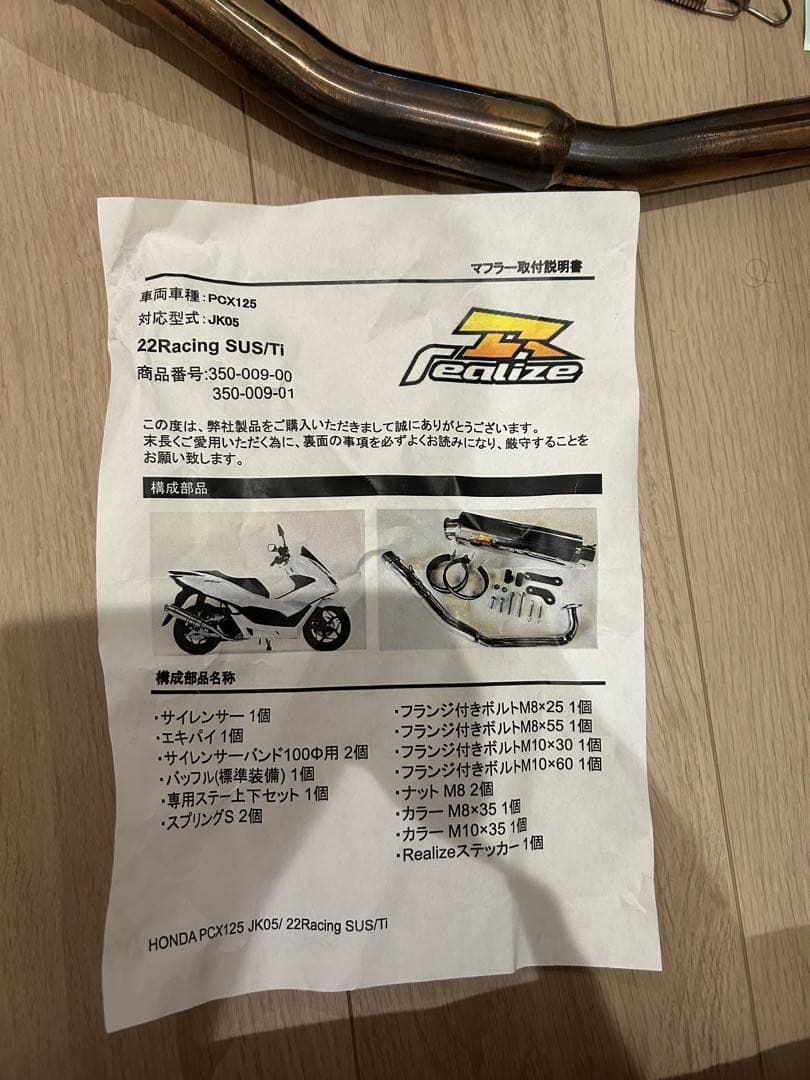 マフラー取付説明書
車両車種:PCX125
対応型式:JK05
22Racing SUS/Ti
商品番号:350-009-00
350-009-01
Realize
この度は、弊社製品をご購入いただきまして誠にありがとうございます。
末長くご愛用いただく為に、裏面の事項を必ずよくお読みになり、厳守することを
お願い致します。
構成部品
構成部品名称
・サイレンサー 1個
・エキパイ 1個
・サイレンサーバンド100Φ用 2個
・バッフル(標準装備) 1個
・専用ステー上下セット 1個
・スプリングS 2個
・フランジ付きボルトM8×25 1個
・フランジ付きボルトM8×55 1個
・フランジ付きボルトM10×30 1個
・フランジ付きボルトM10×60 1個
・ナット M8 2個
・カラー M8×35 1個
・カラー M10×35 1個
・Realizeステッカー 1個
HONDA PCX125 JK05/ 22Racing SUS/Ti